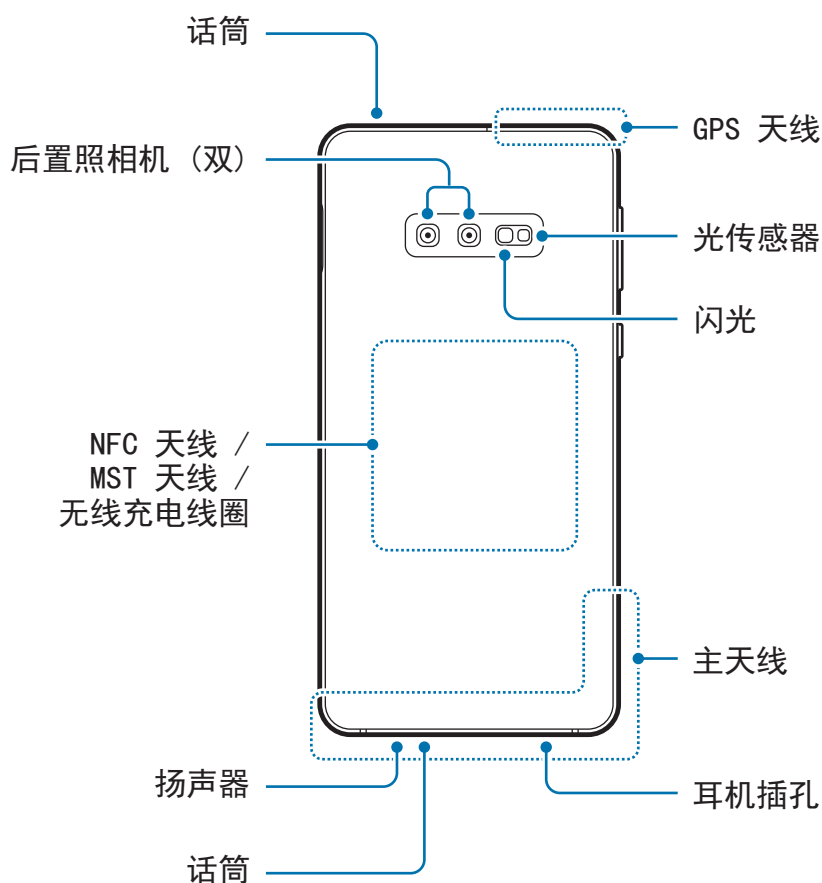 话筒
GPS 天线
后置照相机 (双)
光传感器
闪光
NFC 天线 /
MST 天线 /
无线充电线圈
主天线
扬声器
耳机插孔
话筒